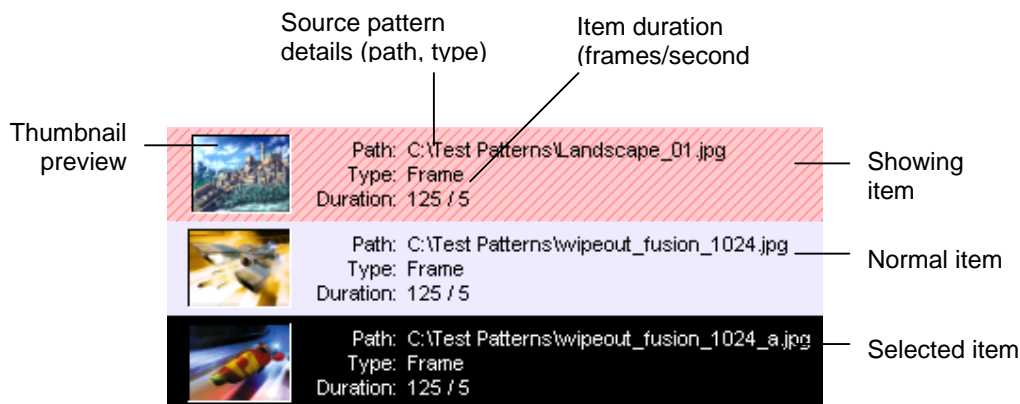 Source pattern
details (path, type)
Item duration
(frames/second
Thumbnail
preview
Path: C:\Test Patterns\Landscape_01.jpg
Type: Frame
Duration: 125 / 5
Showing
item
Path: C:\Test Patterns\wipeout_fusion_1024.jpg
Type: Frame
Duration: 125 / 5
Normal item
Path: C:\Test Patterns\wipeout_fusion_1024_a.jpg
Type: Frame
Duration: 125 / 5
Selected item